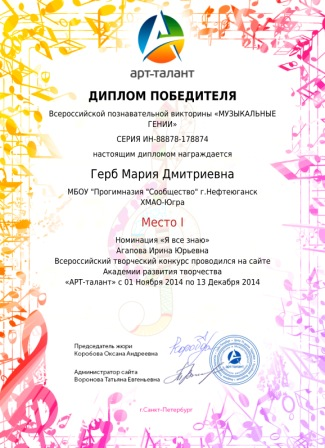 арт-талант
ДИПЛОМ ПОБЕДИТЕЛЯ
Всероссийской познавательной викторины «МУЗЫКАЛЬНЫЕ
ГЕНИИ»
СЕРИЯ ИН-88878-178874
настоящим дипломом награждается
Герб Мария Дмитриевна
МБОУ "Прогимназия "Сообщество" г.Нефтеюганск
ХМАО-Югра
Место I
Номинация «Я все знаю»
Агапова Ирина Юрьевна
Всероссийский творческий конкурс проводился на сайте
Академии развития творчества
«АРТ-талант» с 01 Ноября 2014 по 13 Декабря 2014
Председатель жюри
Коробова Оксана Андреевна
Администратор сайта
Воронова Татьяна Евгеньевна
арт-талант
г.Санкт-Петербург